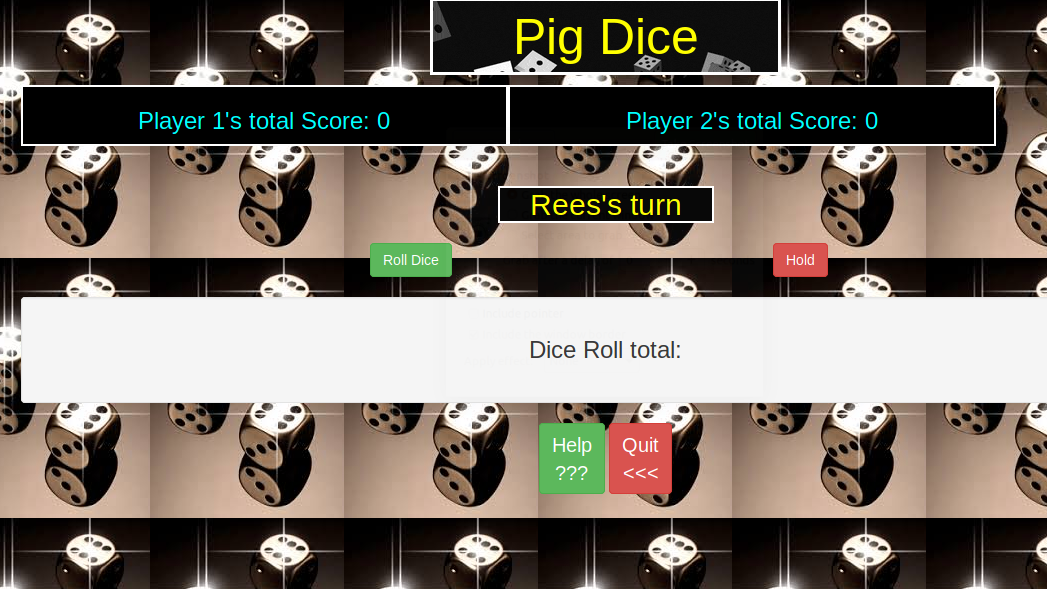 Pig Dice
Player 1's total Score: 0
Player 2's total Score: 0
Rees's turn
Roll Dice
Hold
Dice Roll total:
Help
???
Quit
<<<